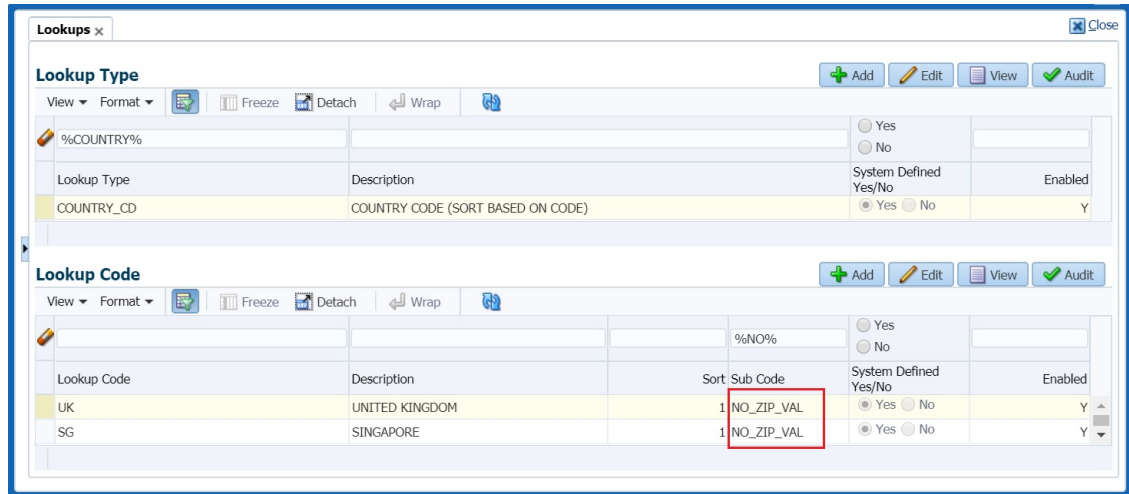 Lookups ×
Close
Lookup Type
Add Edit View Audit
View Format Freeze Detach Wrap
%COUNTRY% Yes
No
Lookup Type Description System Defined Yes/No Enabled
COUNTRY_CD COUNTRY CODE (SORT BASED ON CODE) Yes No Y
Lookup Code
Add Edit View Audit
View Format Freeze Detach Wrap
%NO% Yes
No
Lookup Code Description Sort Sub Code System Defined Yes/No Enabled
UK UNITED KINGDOM 1 NO_ZIP_VAL Yes No Y
SG SINGAPORE 1 NO_ZIP_VAL Yes No Y